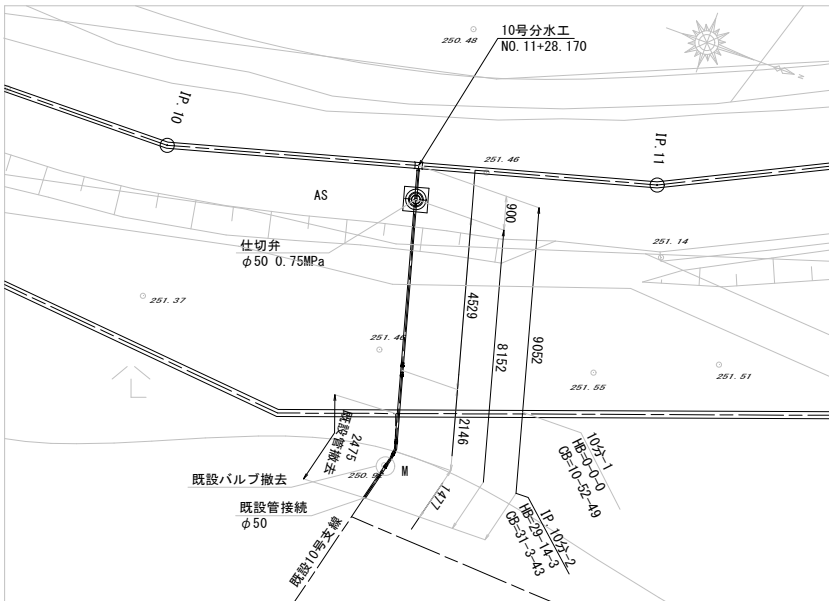 10号分水工
NO.11+28.170
250.48
IP.10
251.46
IP.11
AS
900
仕切弁
φ50 0.75MPa
251.14
251.37
4529
8152
9052
251.46
251.55
251.51
2475
既設管撤去
2146
10分-1
HB=0-0-0
CB=10-52-49
既設バルブ撤去
M
1477
既設管接続
φ50
IP.10分-2
HB=29-14-3
CB=31-3-43
既設10号支線